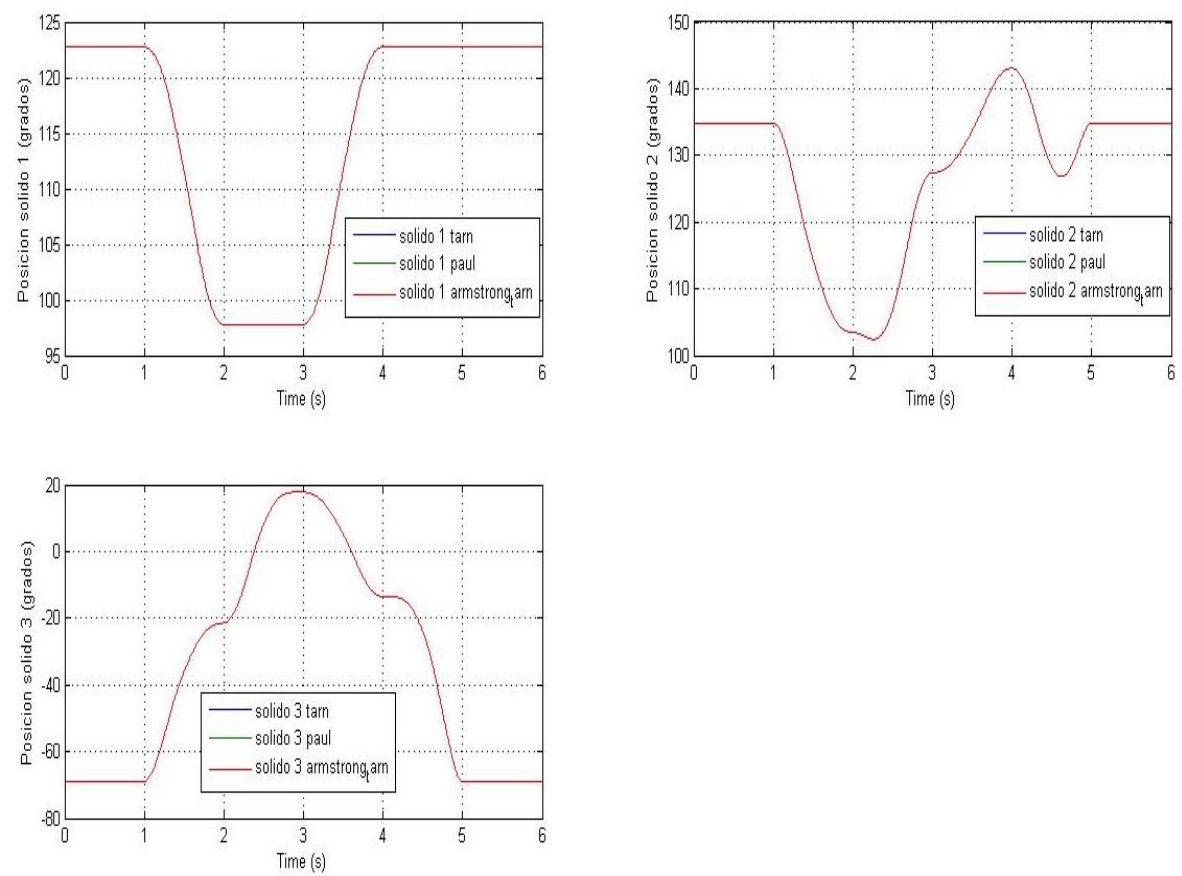 Posicion solido 1 (grados)
125
120
115
110
105
100
95
0 1 2 3 4 5 6
Time (s)
solido 1 tarn
solido 1 paul
solido 1 armstrongtarn
Posicion solido 2 (grados)
150
140
130
120
110
100
0 1 2 3 4 5 6
Time (s)
solido 2 tarn
solido 2 paul
solido 2 armstrongtarn
Posicion solido 3 (grados)
20
0
-20
-40
-60
-80
0 1 2 3 4 5 6
Time (s)
solido 3 tarn
solido 3 paul
solido 3 armstrongtarn